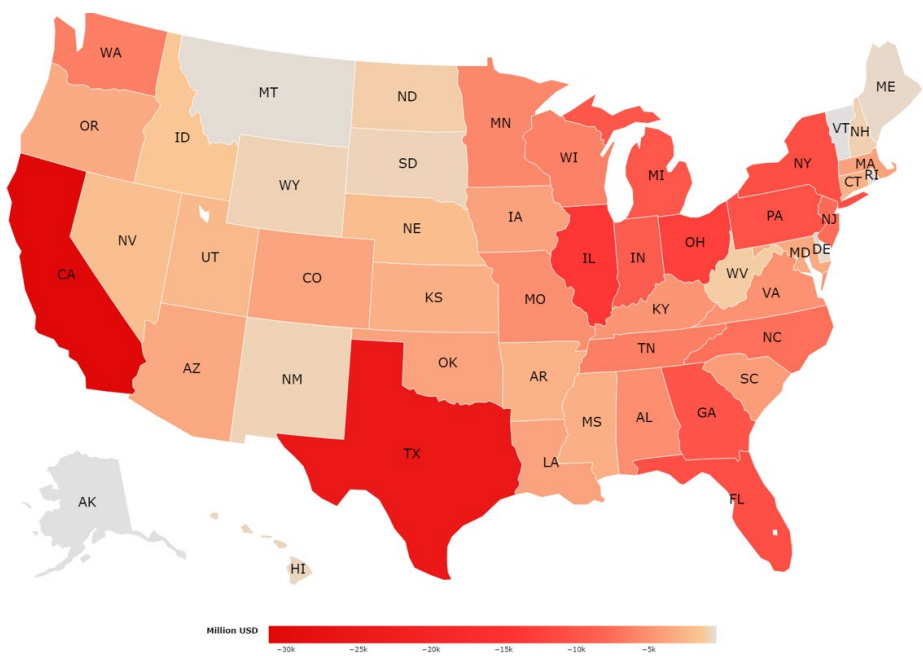 WA
MT
ND
ME
OR
MN
VT
NH
ID
WI
NY
MA
SD
MI
RI
WY
CT
IA
PA
NJ
NE
NV
IL
IN
OH
DE
UT
MD
CA
CO
WV
KS
MO
VA
KY
NC
TN
OK
AZ
AR
NM
SC
MS
AL
GA
TX
LA
FL
AK
HI
Million USD
−30k −25k −20k −15k −10k −5k